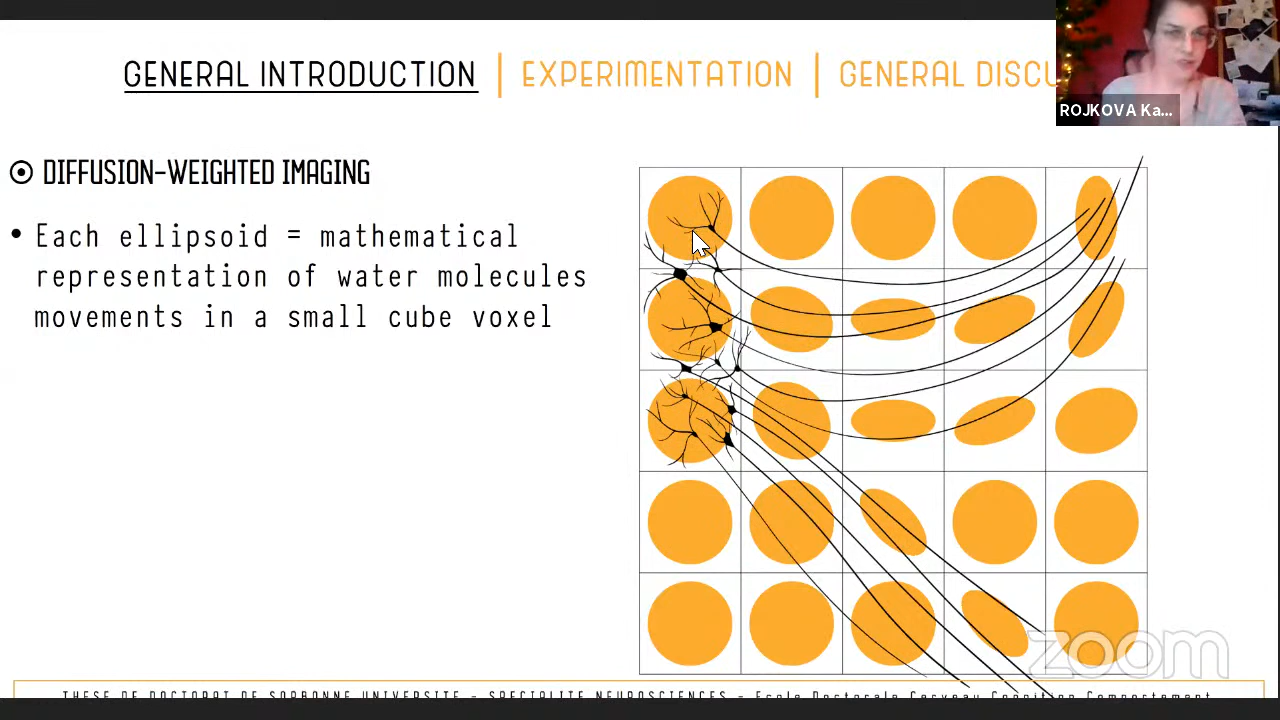 GENERAL INTRODUCTION | EXPERIMENTATION | GENERAL DISCU
ROJKOVA Ka...
DIFFUSION-WEIGHTED IMAGING
• Each ellipsoid = mathematical
representation of water molecules
movements in a small cube voxel
zoom
THESE DE DOCTORAT DE SORBONNE UNIVERSITE - SPECIALITE NEUROSCIENCES - Ecole Doctorale Cerveau Cognition Comportement